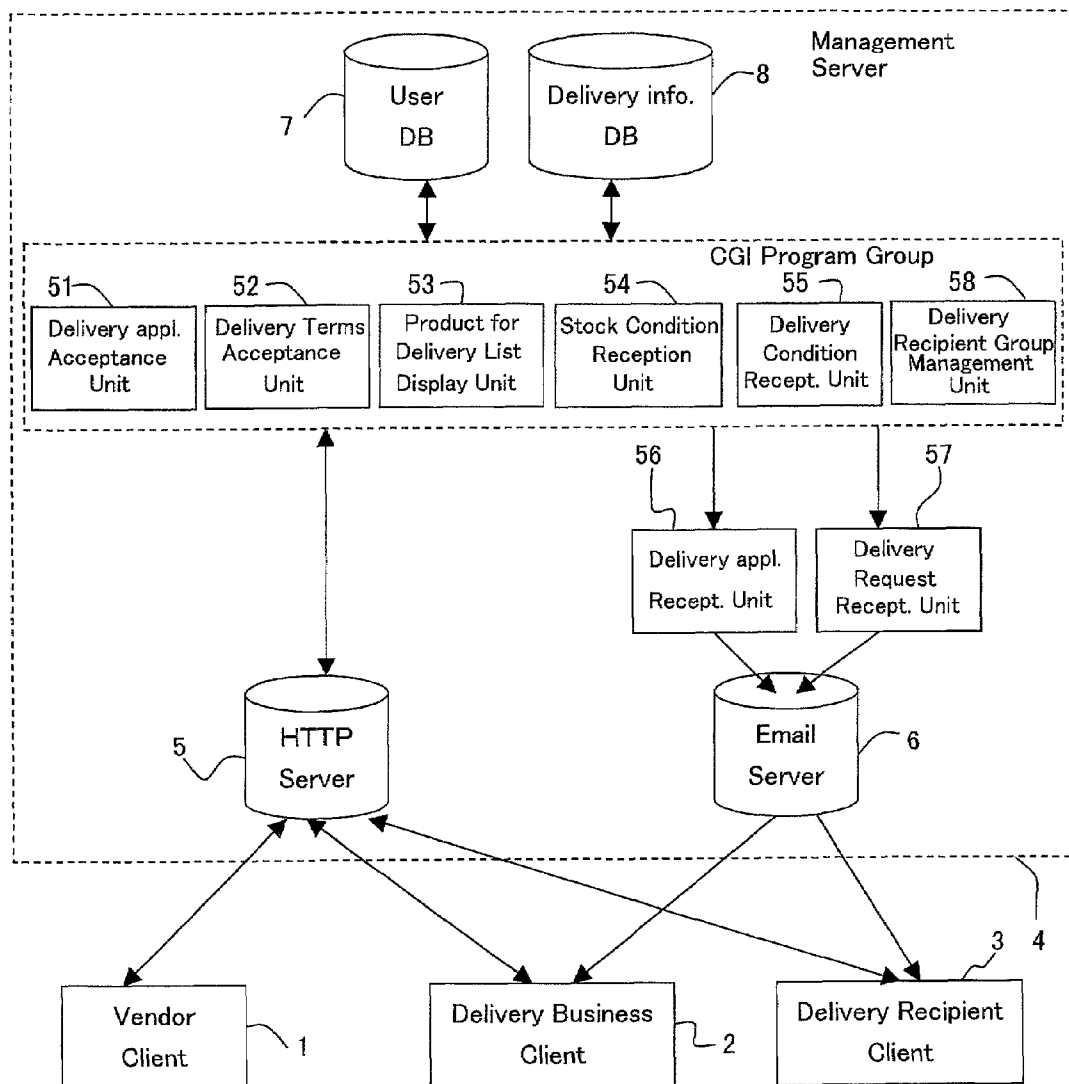 Management
Server
7
User
DB
8
Delivery info.
DB
CGI Program Group
51
Delivery appl.
Acceptance
Unit
52
Delivery Terms
Acceptance
Unit
53
Product for
Delivery List
Display Unit
54
Stock Condition
Reception
Unit
55
Delivery
Condition
Recept. Unit
58
Delivery
Recipient Group
Management
Unit
56
Delivery appl.
Recept. Unit
57
Delivery
Request
Recept. Unit
5
HTTP
Server
Email
Server
6
4
Vendor
Client
1
Delivery Business
Client
2
3
Delivery Recipient
Client